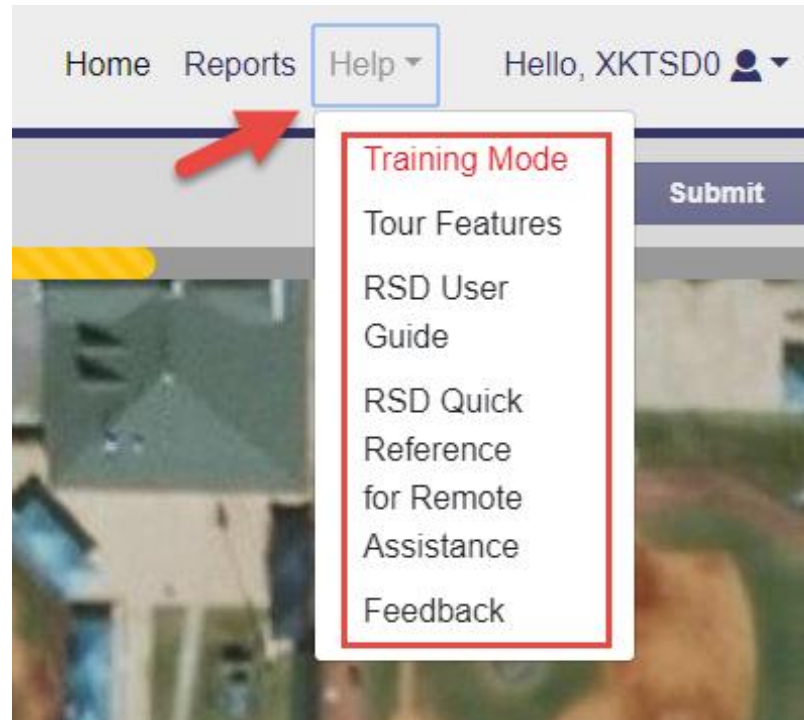 Home Reports Help Hello, XKTSD0
Training Mode
Submit
Tour Features
RSD User
Guide
RSD Quick
Reference
for Remote
Assistance
Feedback